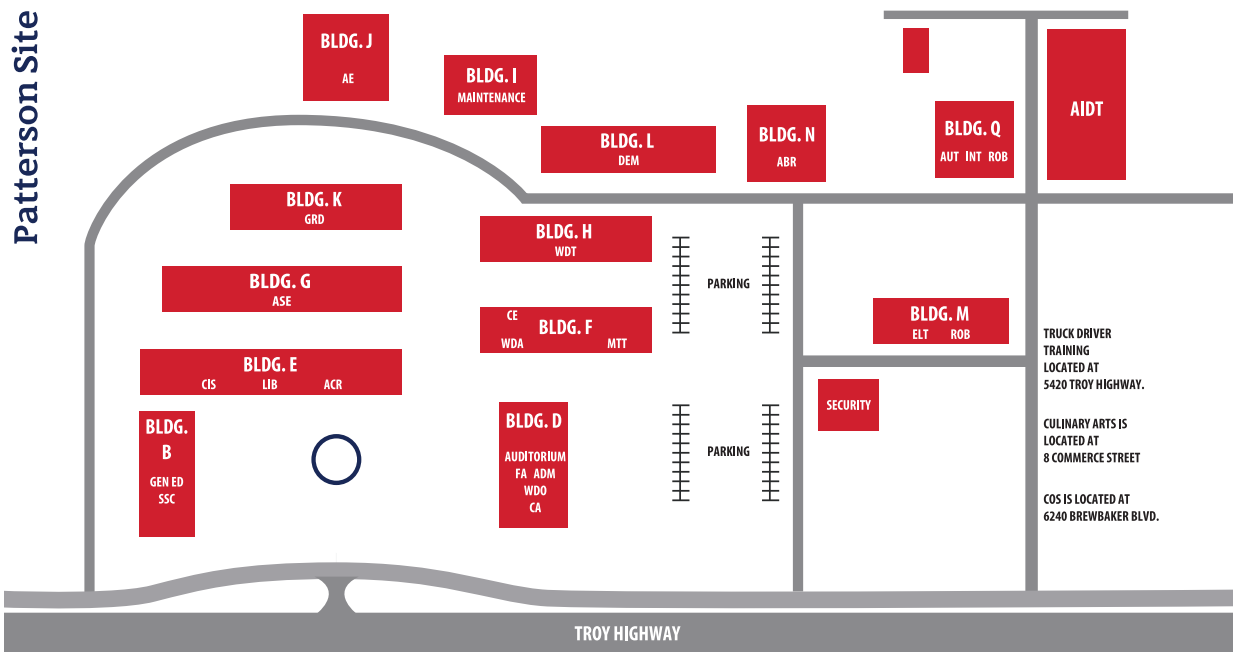 Patterson Site
BLDG. J
AE
BLDG. I
MAINTENANCE
BLDG. L
DEM
BLDG. N
ABR
BLDG. Q
AUT INT ROB
AIDT
BLDG. K
GRD
BLDG. H
WDT
BLDG. G
ASE
PARKING
CE
BLDG. F
WDA MTT
BLDG. M
ELT ROB
BLDG. E
CIS LIB ACR
SECURITY
BLDG.
B
GEN ED
SSC
BLDG. D
AUDITORIUM
FA ADM
WDO
CA
PARKING
TRUCK DRIVER
TRAINING
LOCATED AT
5420 TROY HIGHWAY.
CULINARY ARTS IS
LOCATED AT
8 COMMERCE STREET
COS IS LOCATED AT
6240 BREWBAKER BLVD.
TROY HIGHWAY